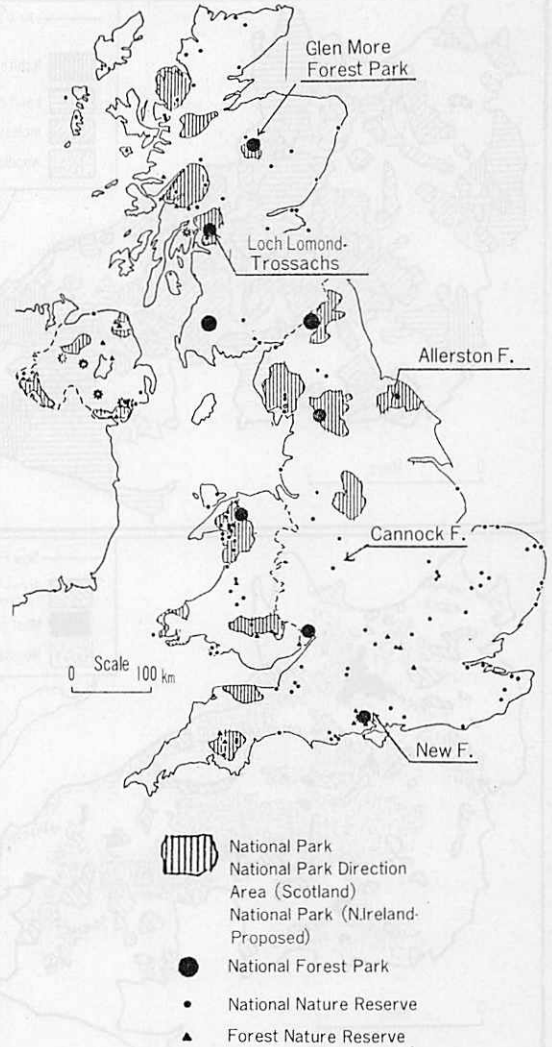 Glen More
Forest Park
Loch Lomond-
Trossachs
Allerston F.
Cannock F.
Scale
0 100 km
New F.
National Park
National Park Direction
Area (Scotland)
National Park (N.Ireland-
Proposed)
National Forest Park
National Nature Reserve
Forest Nature Reserve